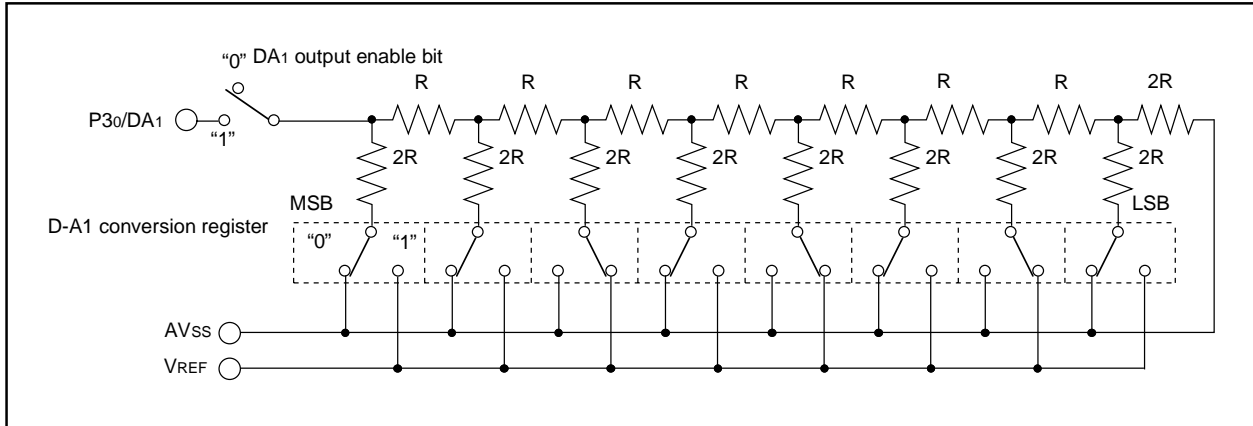 “0” DA1 output enable bit
R R R R R R R 2R
P30/DA1
“1”
2R 2R 2R 2R 2R 2R 2R 2R
MSB LSB
D-A1 conversion register
“0” “1”
AVSS
VREF